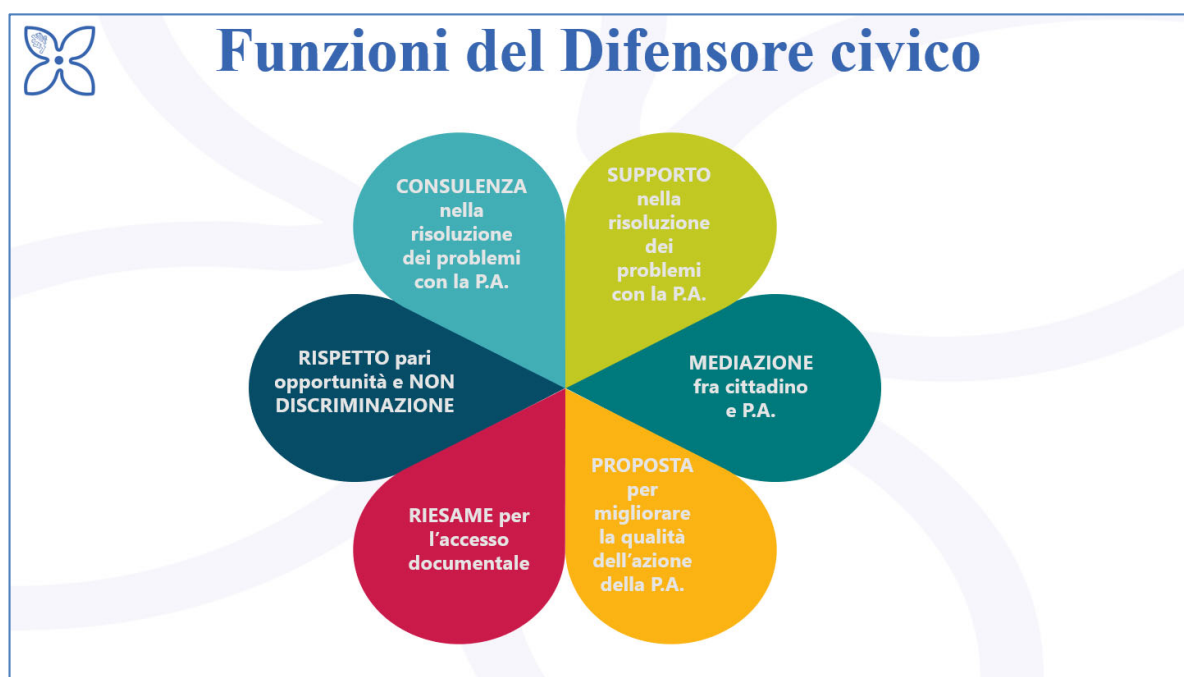 Funzioni del Difensore civico
CONSULENZA
nella
risoluzione
dei problemi
con la P.A.
SUPPORTO
nella
risoluzione
dei
problemi
con la P.A.
RISPETTO pari
opportunità e NON
DISCRIMINAZIONE
MEDIAZIONE
fra cittadino
e P.A.
RIESAME per
l’accesso
documentale
PROPOSTA
per
migliorare
la qualità
dell’azione
della P.A.